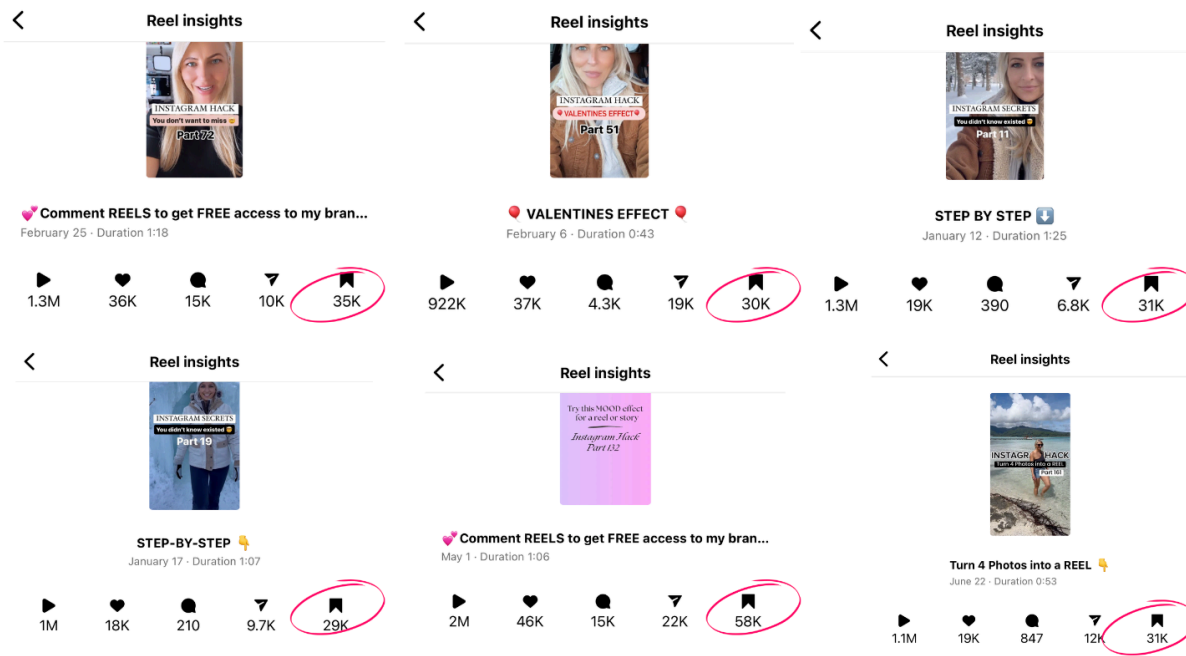 Reel insights
INSTAGRAM HACK
You don't want to miss 🤩
Part 72
💕 Comment REELS to get FREE access to my bran...
February 25 · Duration 1:18
1.3M 36K 15K 10K 35K
Reel insights
INSTAGRAM HACK
🎈VALENTINES EFFECT🎈
Part 51
🎈 VALENTINES EFFECT 🎈
February 6 · Duration 0:43
922K 37K 4.3K 19K 30K
Reel insights
INSTAGRAM SECRETS
You didn't know existed 🤯
Part 11
STEP BY STEP ⬇️
January 12 · Duration 1:25
1.3M 19K 390 6.8K 31K
Reel insights
INSTAGRAM SECRETS
You didn't know existed 🤯
Part 19
STEP-BY-STEP 👇
January 17 · Duration 1:07
1M 18K 210 9.7K 29K
Reel insights
Try this MOOD effect
for a reel or story
Instagram Hack
Part 132
💕 Comment REELS to get FREE access to my bran...
May 1 · Duration 1:06
2M 46K 15K 22K 58K
Reel insights
INSTAGR HACK
Turn 4 Photos into a REEL
Part 161
Turn 4 Photos into a REEL 👇
June 22 · Duration 0:53
1.1M 19K 847 12K 31K